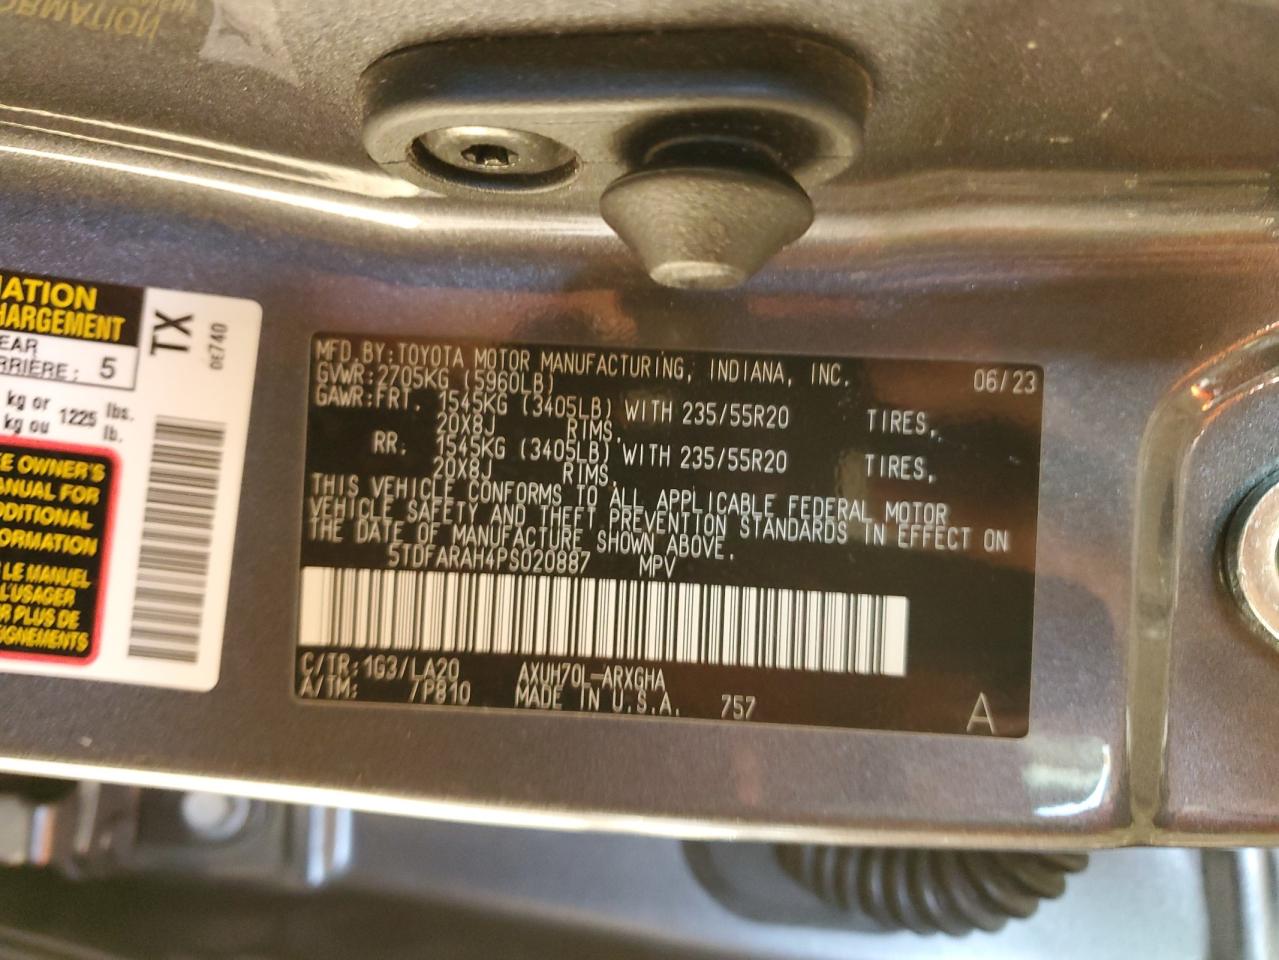 ATION
HARGEMENT
TX
0E740
EAR
RRIÈRE: 5
kg or
kg ou 1225 lbs.
lb.
E OWNER'S
ANUAL FOR
DDITIONAL
FORMATION
LE MANUEL
L'USAGER
R PLUS DE
IGNEMENTS
MFD.BY:TOYOTA MOTOR MANUFACTURING, INDIANA, INC. 06/23
GVWR:2705KG (5960LB)
GAWR:FRT. 1545KG (3405LB) WITH 235/55R20 TIRES,
20X8J RIMS,
RR. 1545KG (3405LB) WITH 235/55R20 TIRES,
20X8J RIMS,
THIS VEHICLE CONFORMS TO ALL APPLICABLE FEDERAL MOTOR
VEHICLE SAFETY AND THEFT PREVENTION STANDARDS IN EFFECT ON
THE DATE OF MANUFACTURE SHOWN ABOVE.
5TDFARAH4PS020887 MPV
C/TR:1G3/LA20 AXUH70L-ARXGHA
A/TM: /P810 MADE IN U.S.A. 757 A